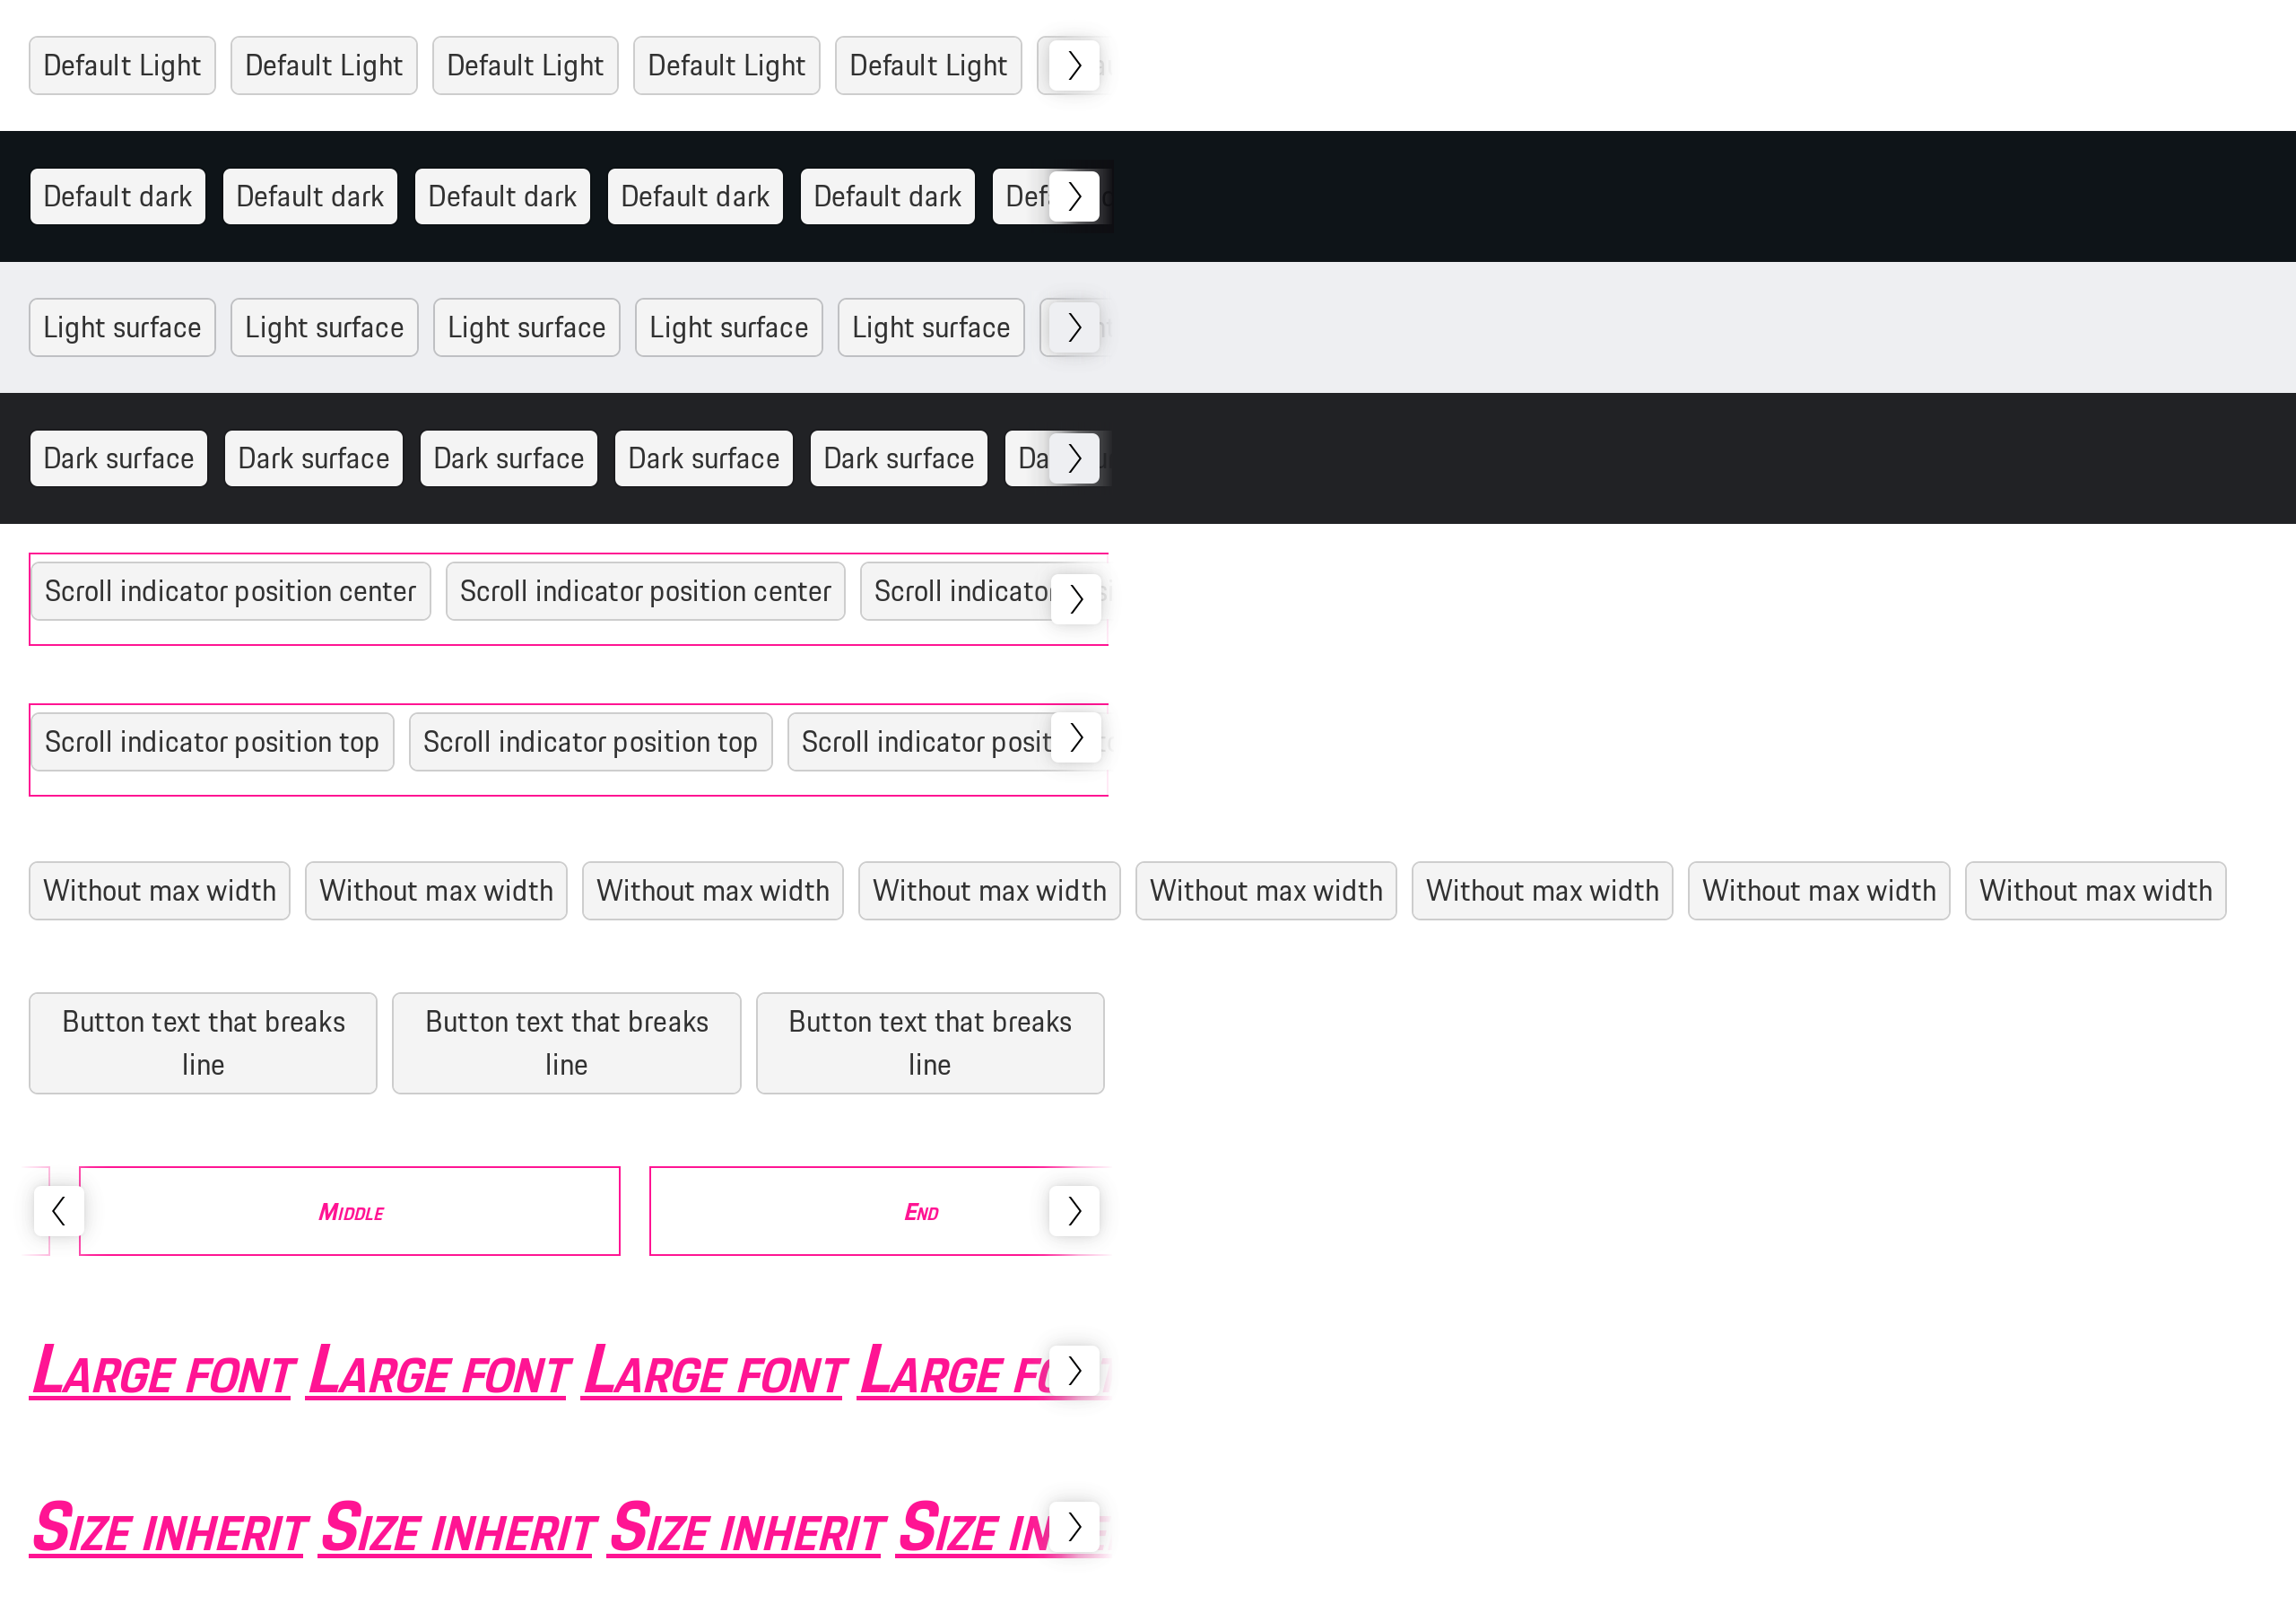 Default Light Default Light Default Light Default Light Default Light
Default dark Default dark Default dark Default dark Default dark
Light surface Light surface Light surface Light surface Light surface
Dark surface Dark surface Dark surface Dark surface Dark surface
Scroll indicator position center Scroll indicator position center Scroll indicator
Scroll indicator position top Scroll indicator position top Scroll indicator
Without max width Without max width Without max width Without max width Without max width Without max width Without max width Without max width
Button text that breaks Button text that breaks Button text that breaks
line line line
Middle End
Large font Large font Large font Large
Size inherit Size inherit Size inherit Size